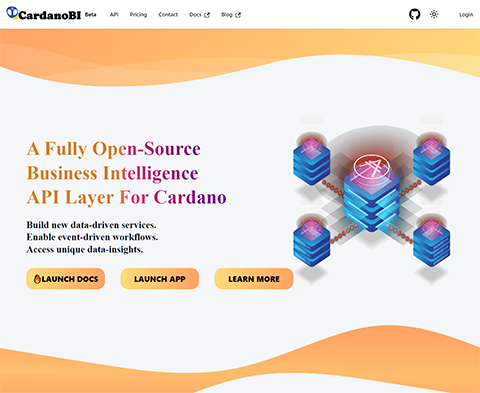 CardanoBI Beta API Pricing Contact Docs Blog Login
A Fully Open-Source
Business Intelligence
API Layer For Cardano
Build new data-driven services.
Enable event-driven workflows.
Access unique data-insights.
LAUNCH DOCS LAUNCH APP LEARN MORE